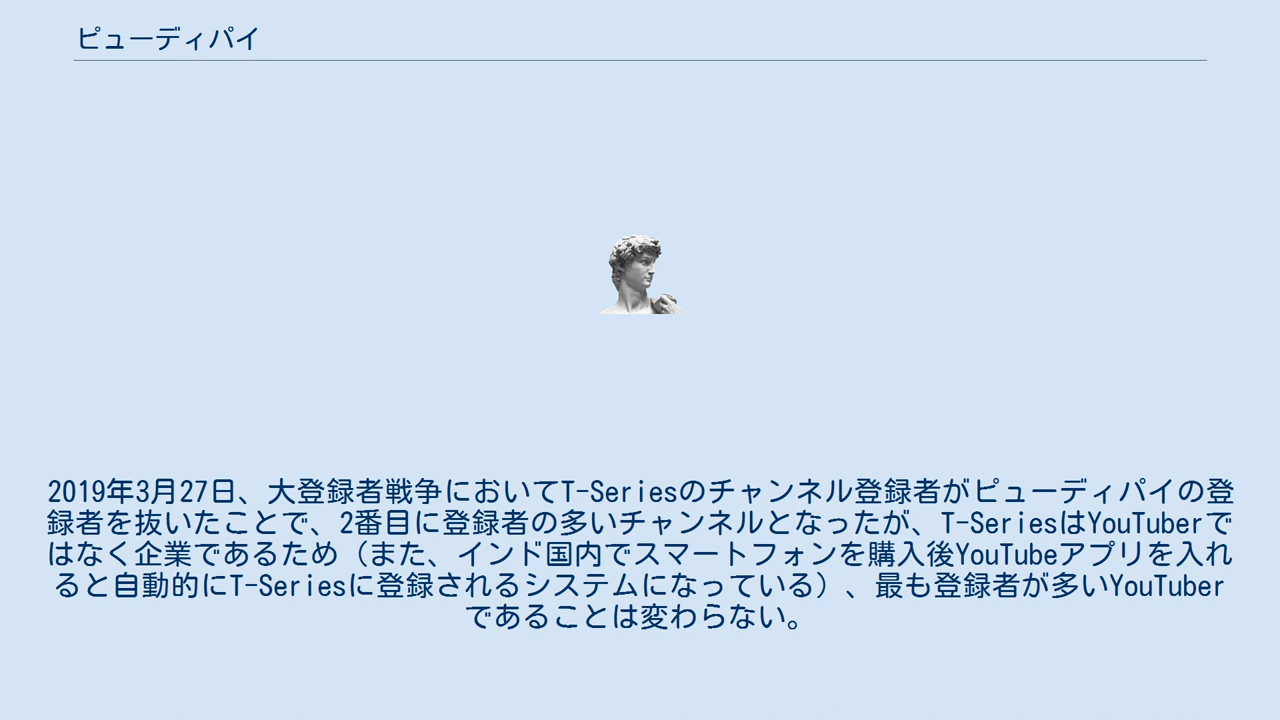 ピューディパイ
2019年3月27日、大登録者戦争においてT-Seriesのチャンネル登録者がピューディパイの登
録者を抜いたことで、2番目に登録者の多いチャンネルとなったが、T-SeriesはYouTuberで
はなく企業であるため（また、インド国内でスマートフォンを購入後YouTubeアプリを入れ
ると自動的にT-Seriesに登録されるシステムになっている）、最も登録者が多いYouTuber
であることは変わらない。